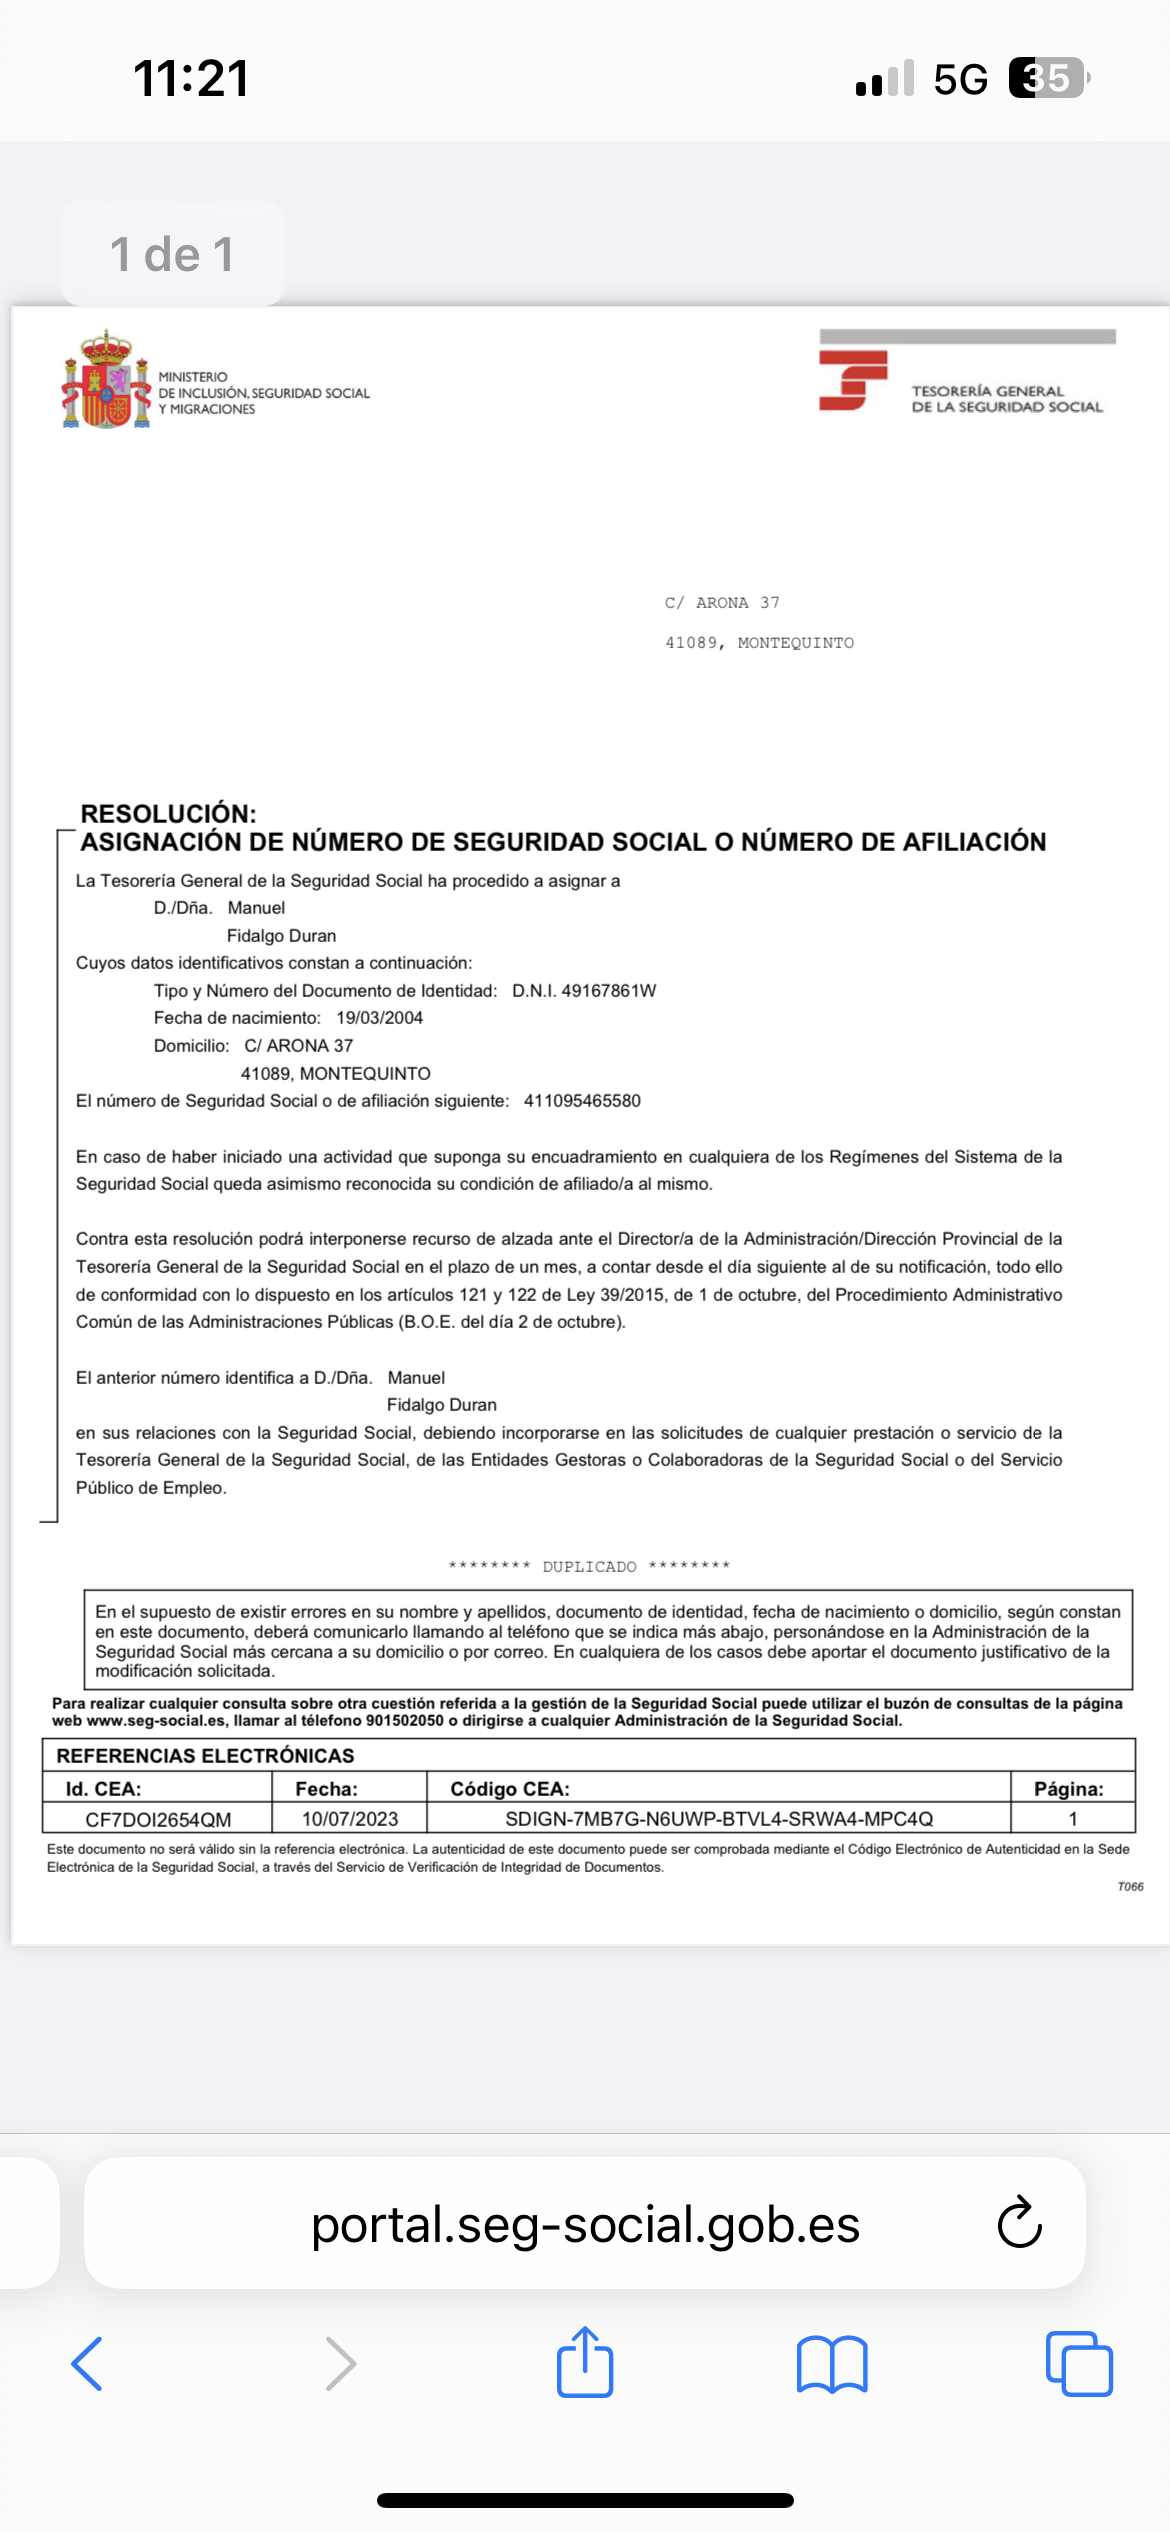 11:21
5G 35
1 de 1
MINISTERIO
DE INCLUSIÓN, SEGURIDAD SOCIAL
Y MIGRACIONES
TESORERÍA GENERAL
DE LA SEGURIDAD SOCIAL
C/ ARONA 37
41089, MONTEQUINTO
RESOLUCIÓN:
ASIGNACIÓN DE NÚMERO DE SEGURIDAD SOCIAL O NÚMERO DE AFILIACIÓN
La Tesorería General de la Seguridad Social ha procedido a asignar a
D./Dña. Manuel
Fidalgo Duran
Cuyos datos identificativos constan a continuación:
Tipo y Número del Documento de Identidad: D.N.I. 49167861W
Fecha de nacimiento: 19/03/2004
Domicilio: C/ ARONA 37
41089, MONTEQUINTO
El número de Seguridad Social o de afiliación siguiente: 411095465580
En caso de haber iniciado una actividad que suponga su encuadramiento en cualquiera de los Regímenes del Sistema de la
Seguridad Social queda asimismo reconocida su condición de afiliado/a al mismo.
Contra esta resolución podrá interponerse recurso de alzada ante el Director/a de la Administración/Dirección Provincial de la
Tesorería General de la Seguridad Social en el plazo de un mes, a contar desde el día siguiente al de su notificación, todo ello
de conformidad con lo dispuesto en los artículos 121 y 122 de Ley 39/2015, de 1 de octubre, del Procedimiento Administrativo
Común de las Administraciones Públicas (B.O.E. del día 2 de octubre).
El anterior número identifica a D./Dña. Manuel
Fidalgo Duran
en sus relaciones con la Seguridad Social, debiendo incorporarse en las solicitudes de cualquier prestación o servicio de la
Tesorería General de la Seguridad Social, de las Entidades Gestoras o Colaboradoras de la Seguridad Social o del Servicio
Público de Empleo.
******** DUPLICADO ********
En el supuesto de existir errores en su nombre y apellidos, documento de identidad, fecha de nacimiento o domicilio, según constan
en este documento, deberá comunicarlo llamando al teléfono que se indica más abajo, personándose en la Administración de la
Seguridad Social más cercana a su domicilio o por correo. En cualquiera de los casos debe aportar el documento justificativo de la
modificación solicitada.
Para realizar cualquier consulta sobre otra cuestión referida a la gestión de la Seguridad Social puede utilizar el buzón de consultas de la página
web www.seg-social.es, llamar al télefono 901502050 o dirigirse a cualquier Administración de la Seguridad Social.
REFERENCIAS ELECTRÓNICAS
Id. CEA: Fecha: Código CEA: Página:
CF7DOI2654QM 10/07/2023 SDIGN-7MB7G-N6UWP-BTVL4-SRWA4-MPC4Q 1
Este documento no será válido sin la referencia electrónica. La autenticidad de este documento puede ser comprobada mediante el Código Electrónico de Autenticidad en la Sede
Electrónica de la Seguridad Social, a través del Servicio de Verificación de Integridad de Documentos.
T066
portal.seg-social.gob.es